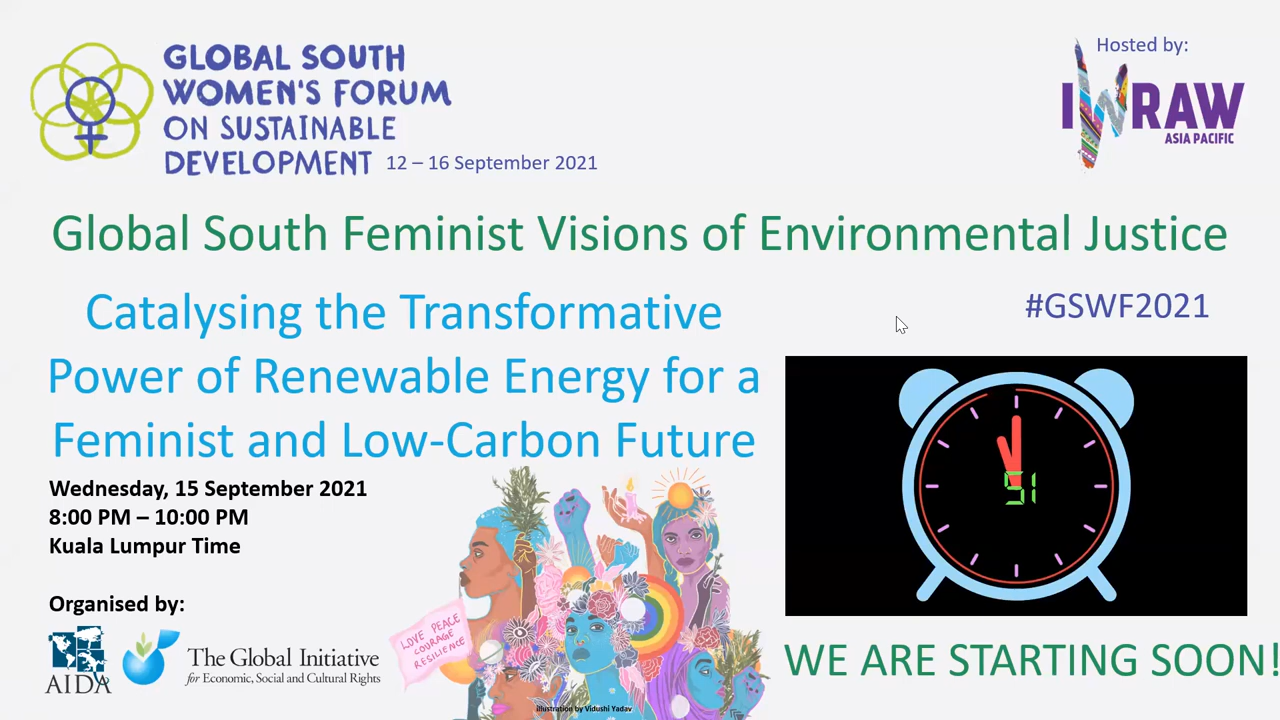 GLOBAL SOUTH
WOMEN'S FORUM
ON SUSTAINABLE
DEVELOPMENT 12 – 16 September 2021
Hosted by:
IWRAW
ASIA PACIFIC
Global South Feminist Visions of Environmental Justice
Catalysing the Transformative
Power of Renewable Energy for a
Feminist and Low-Carbon Future
#GSWF2021
Wednesday, 15 September 2021
8:00 PM – 10:00 PM
Kuala Lumpur Time
Organised by:
AIDA
The Global Initiative
for Economic, Social and Cultural Rights
LOVE PEACE
COURAGE
RESILIENCE
illustration by Vidushi Yadav
51
WE ARE STARTING SOON!